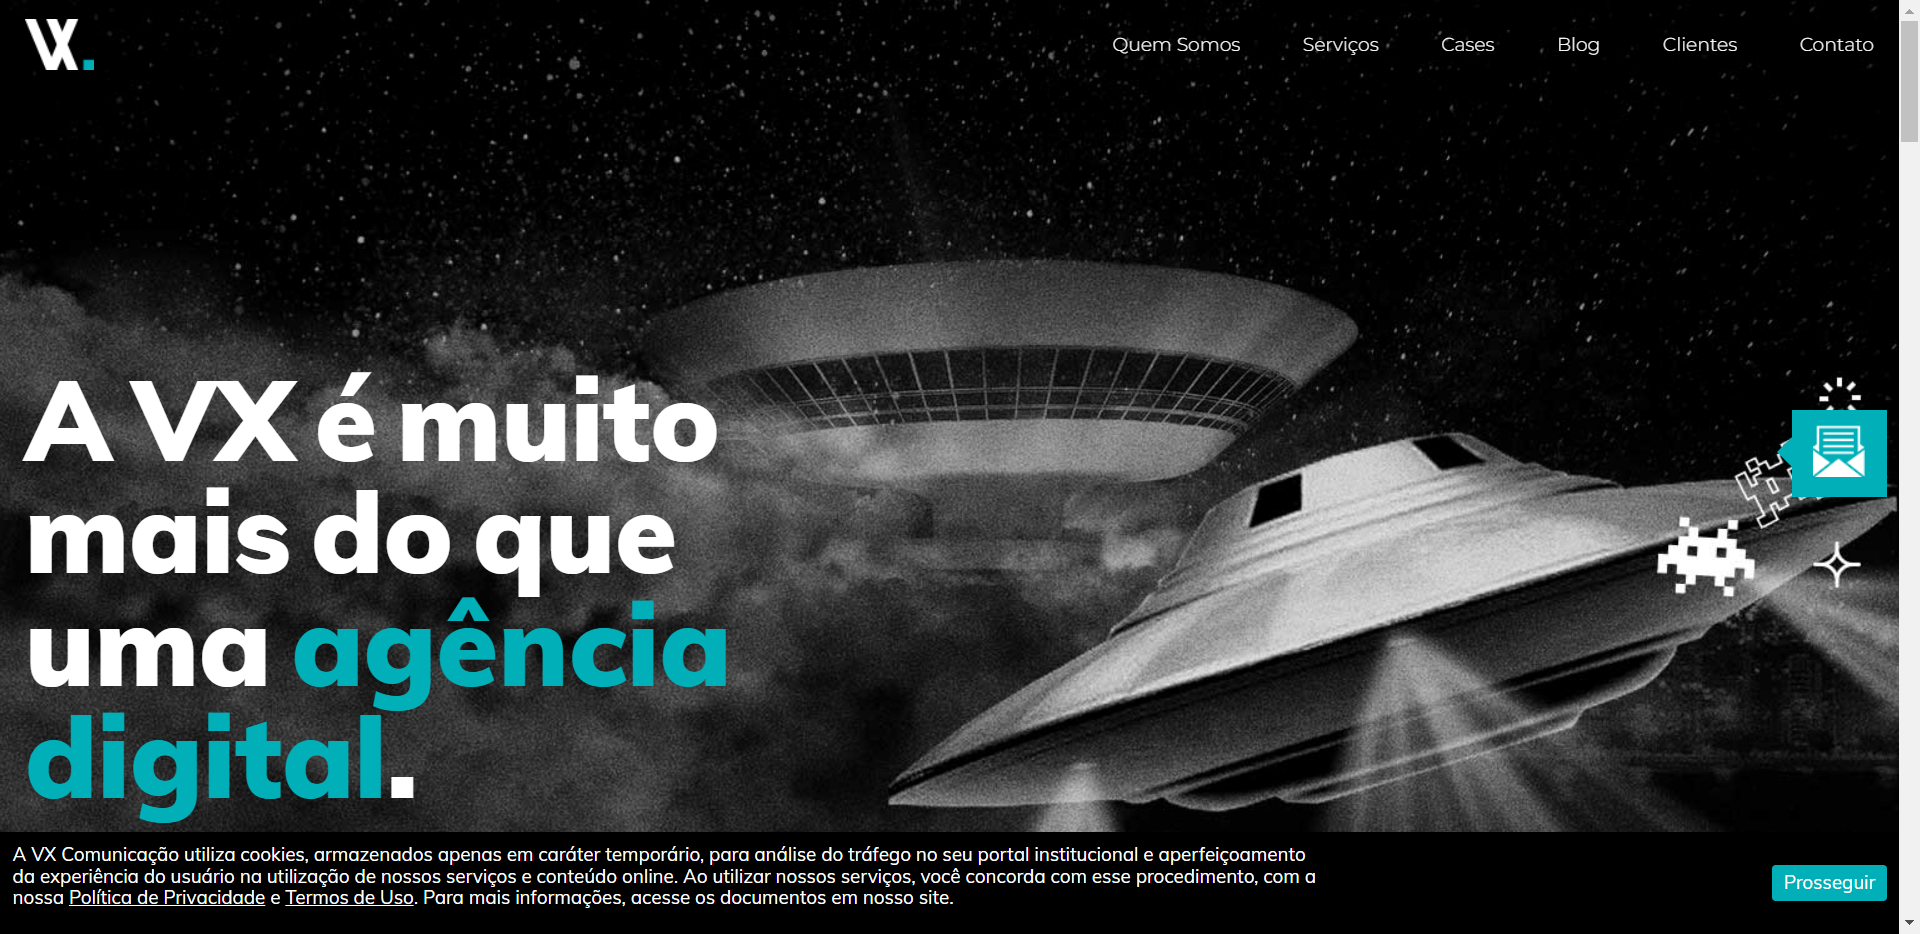 VX.
Quem Somos Serviços Cases Blog Clientes Contato
A VX é muito
mais do que
uma agência
digital.
A VX Comunicação utiliza cookies, armazenados apenas em caráter temporário, para análise do tráfego no seu portal institucional e aperfeiçoamento
da experiência do usuário na utilização de nossos serviços e conteúdo online. Ao utilizar nossos serviços, você concorda com esse procedimento, com a
nossa Política de Privacidade e Termos de Uso. Para mais informações, acesse os documentos em nosso site.
Prosseguir